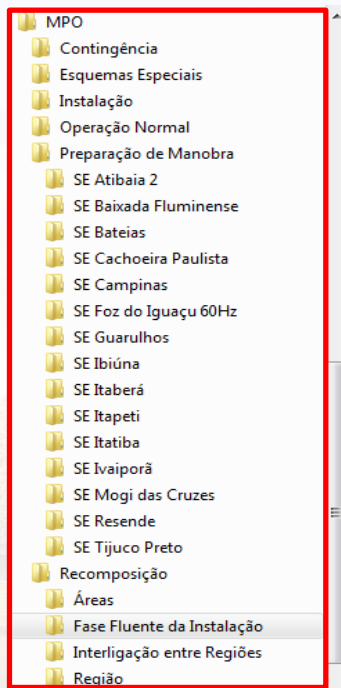 MPO
Contingência
Esquemas Especiais
Instalação
Operação Normal
Preparação de Manobra
SE Atibaia 2
SE Baixada Fluminense
SE Bateias
SE Cachoeira Paulista
SE Campinas
SE Foz do Iguaçu 60Hz
SE Guarulhos
SE Ibiúna
SE Itaberá
SE Itapeti
SE Itatiba
SE Ivaiporã
SE Mogi das Cruzes
SE Resende
SE Tijuco Preto
Recomposição
Áreas
Fase Fluente da Instalação
Interligação entre Regiões
Região